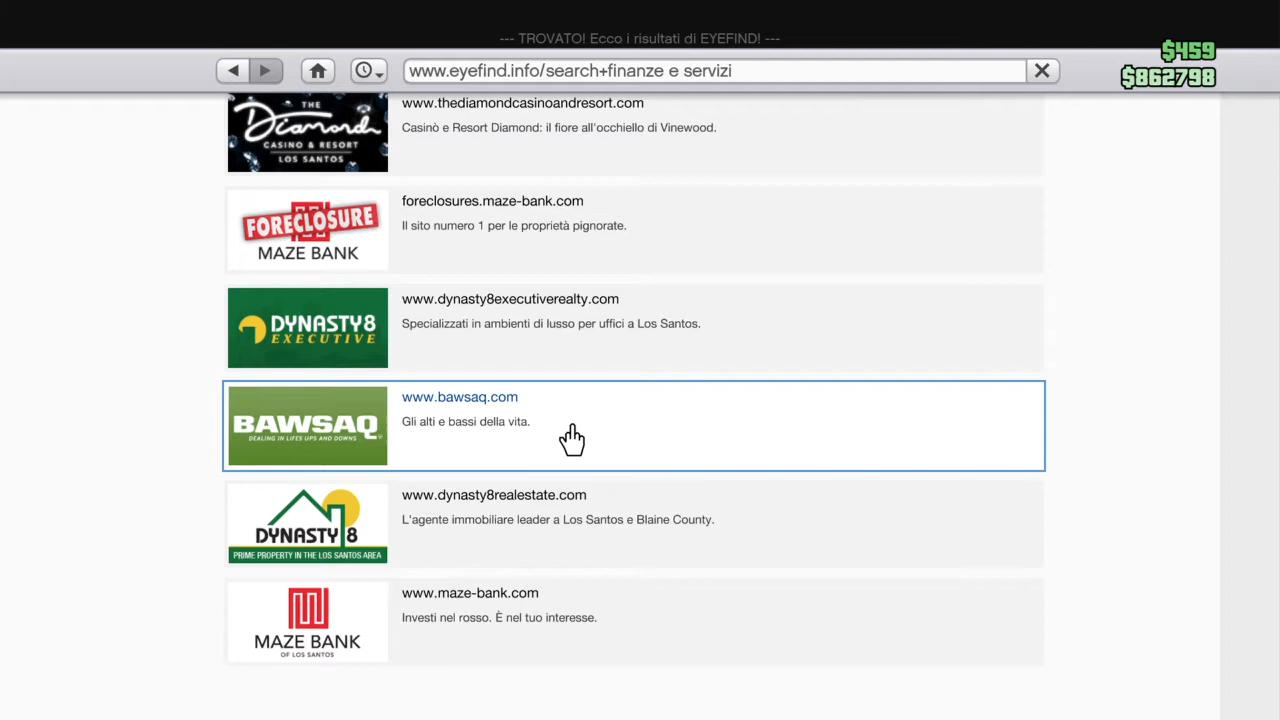 --- TROVATO! Ecco i risultati di EYEFIND! ---
www.eyefind.info/search+finanze e servizi
$459
$862798
THE
Diamond
CASINO & RESORT
LOS SANTOS
www.thediamondcasinoandresort.com
Casinò e Resort Diamond: il fiore all'occhiello di Vinewood.
FORECLOSURE
MAZE BANK
foreclosures.maze-bank.com
Il sito numero 1 per le proprietà pignorate.
DYNASTY8
EXECUTIVE
www.dynasty8executiverealty.com
Specializzati in ambienti di lusso per uffici a Los Santos.
BAWSAQ
DEALING IN LIFES UPS AND DOWNS
www.bawsaq.com
Gli alti e bassi della vita.
DYNASTY 8
PRIME PROPERTY IN THE LOS SANTOS AREA
www.dynasty8realestate.com
L'agente immobiliare leader a Los Santos e Blaine County.
MAZE BANK
OF LOS SANTOS
www.maze-bank.com
Investi nel rosso. È nel tuo interesse.